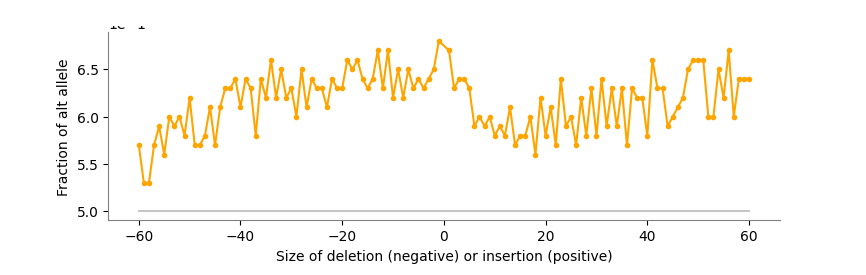 6.5
6.0
5.5
5.0
Fraction of alt allele
−60 −40 −20 0 20 40 60
Size of deletion (negative) or insertion (positive)